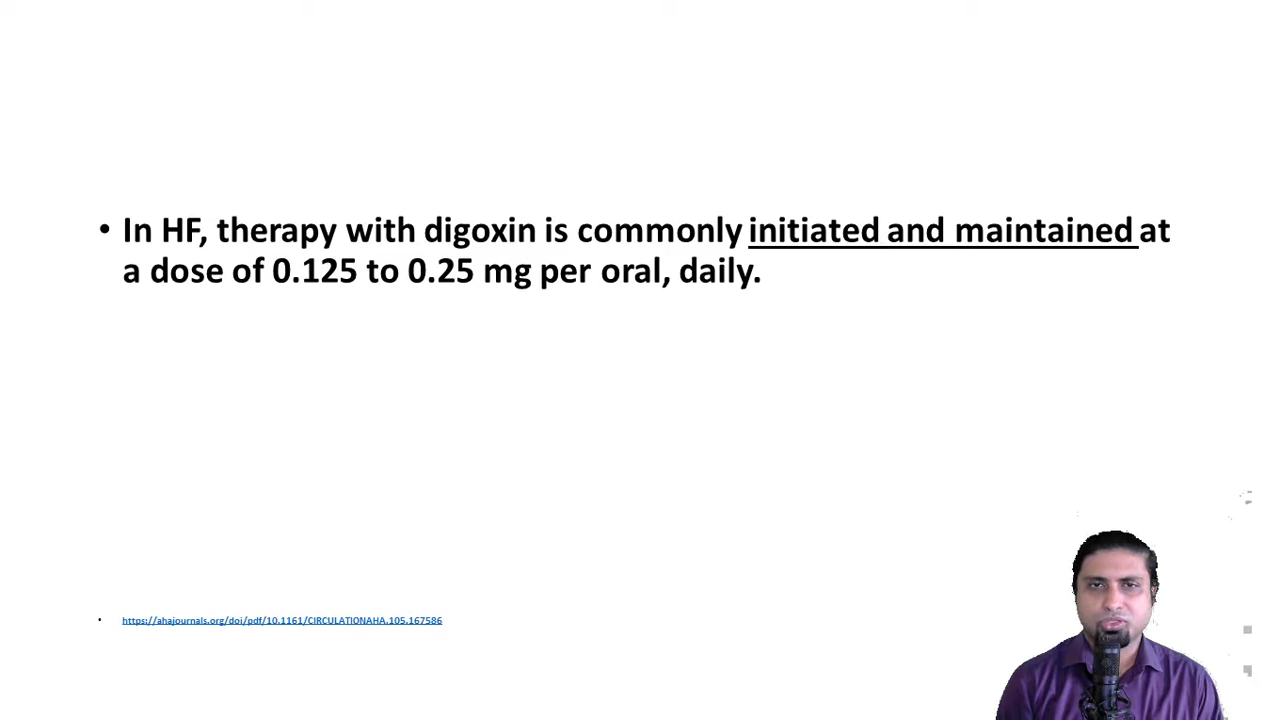 • In HF, therapy with digoxin is commonly initiated and maintained at
a dose of 0.125 to 0.25 mg per oral, daily.
• https://ahajournals.org/doi/pdf/10.1161/CIRCULATIONAHA.105.167586